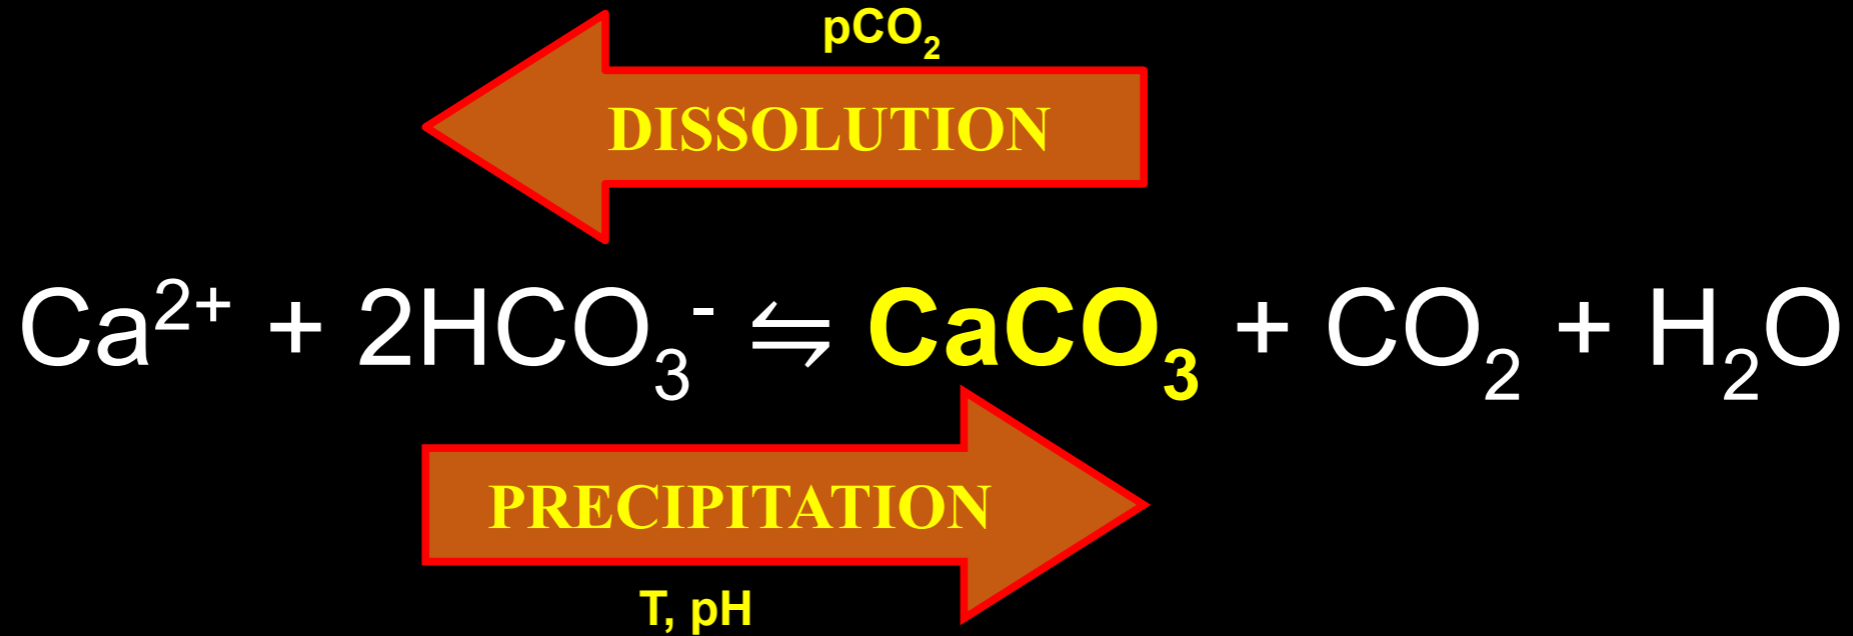 pCO₂
DISSOLUTION
Ca²⁺ + 2HCO₃⁻ ⇋ CaCO₃ + CO₂ + H₂O
PRECIPITATION
T, pH